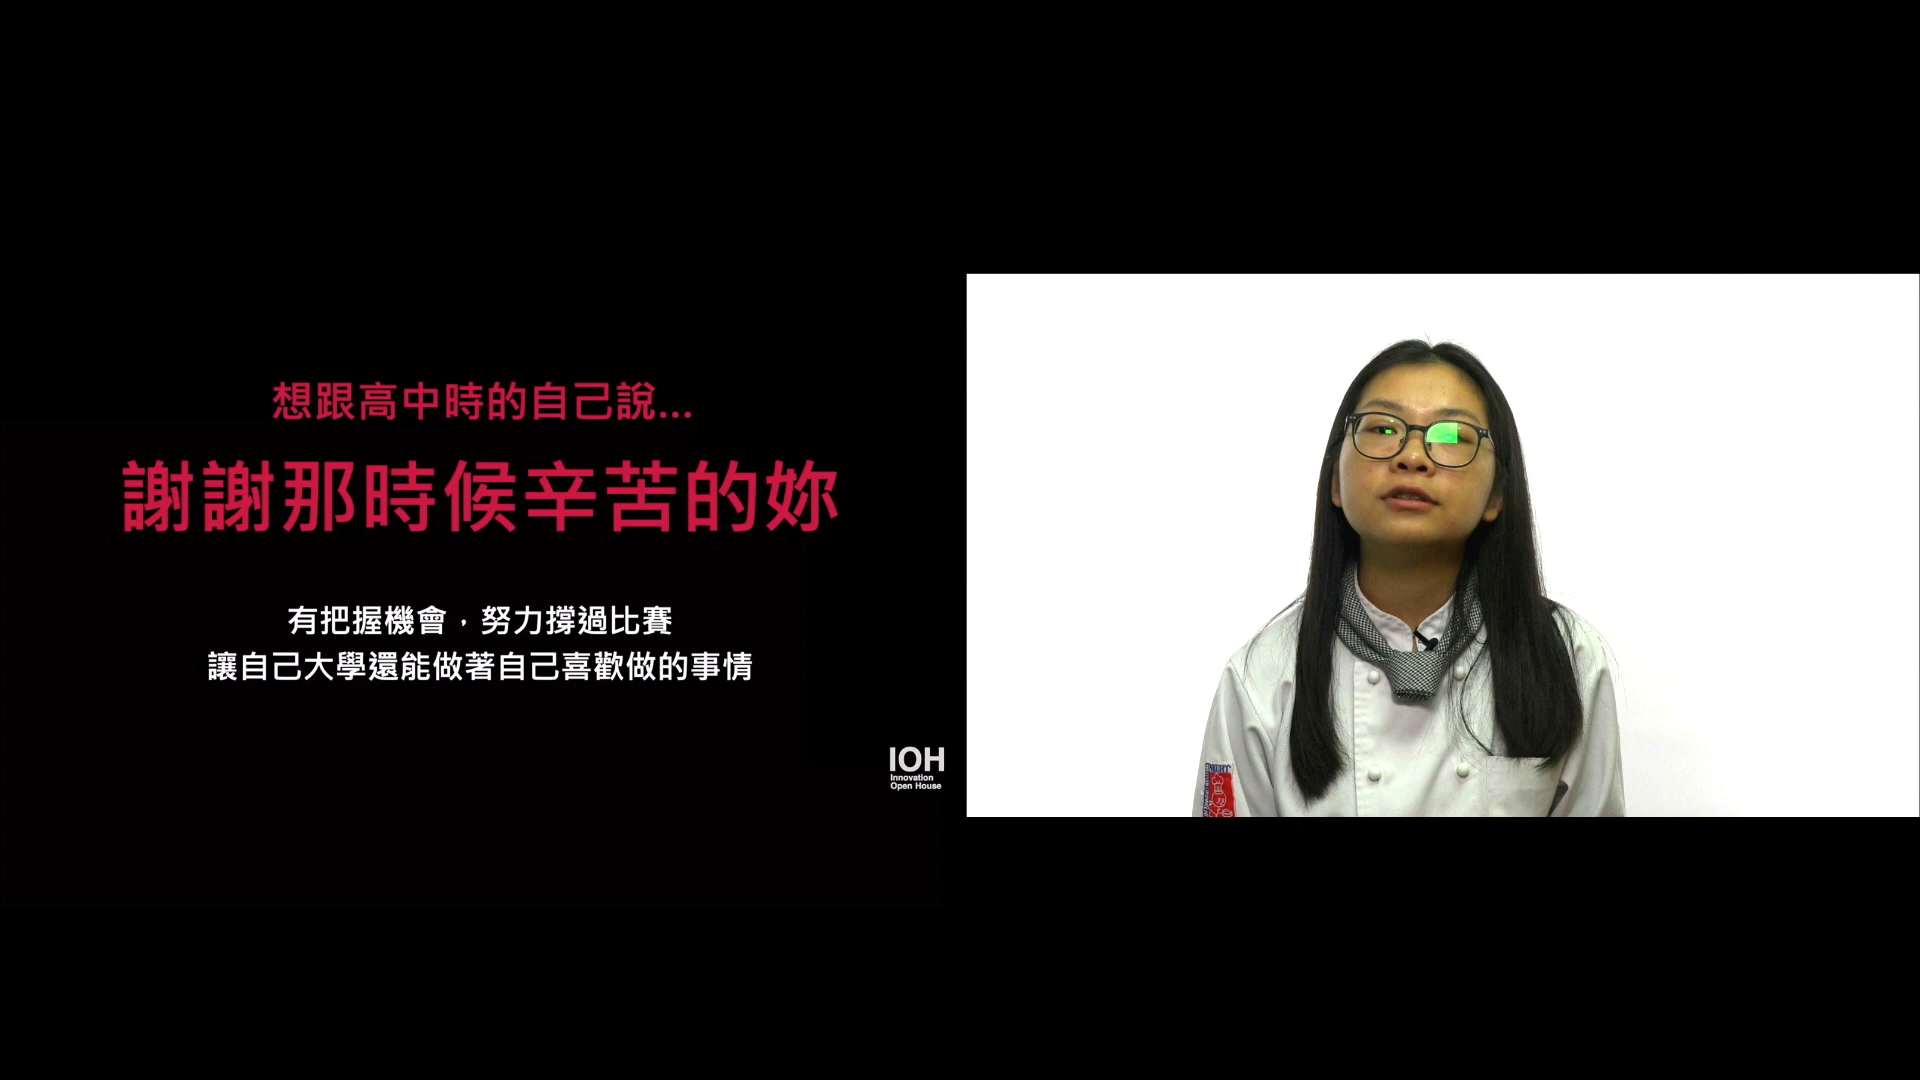 想跟高中時的自己說...
謝謝那時候辛苦的妳
有把握機會，努力撐過比賽
讓自己大學還能做著自己喜歡做的事情
IOH
Innovation
Open House